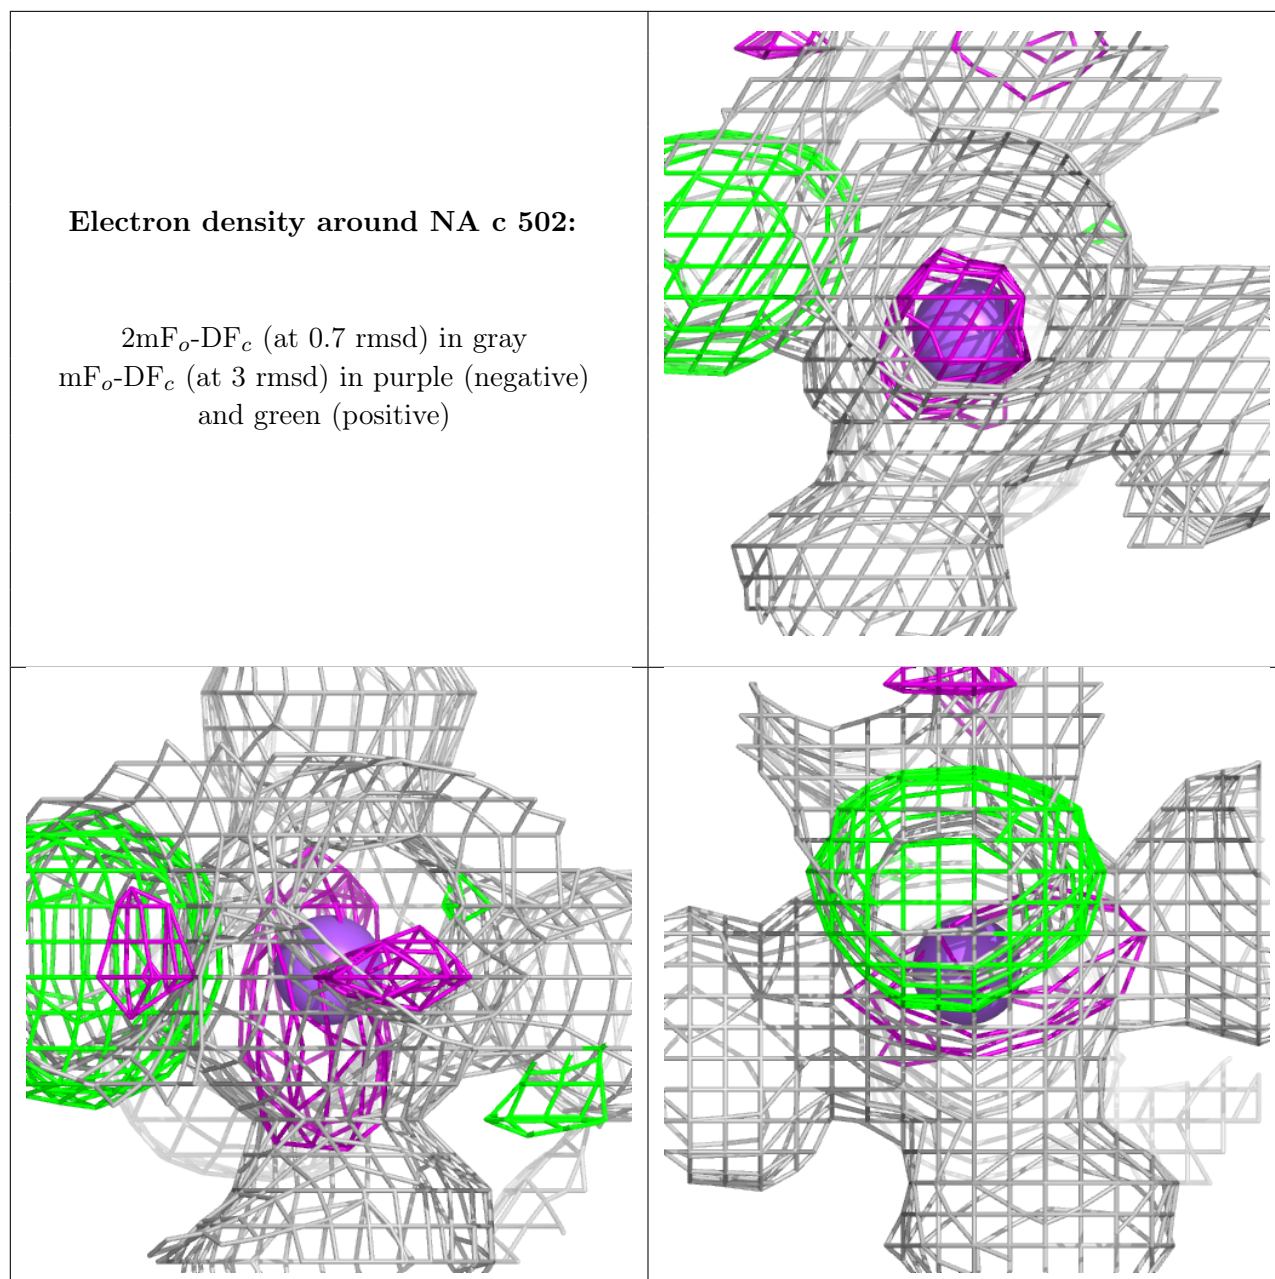 Electron density around NA c 502:
2mFo-DFc (at 0.7 rmsd) in gray
mFo-DFc (at 3 rmsd) in purple (negative)
and green (positive)